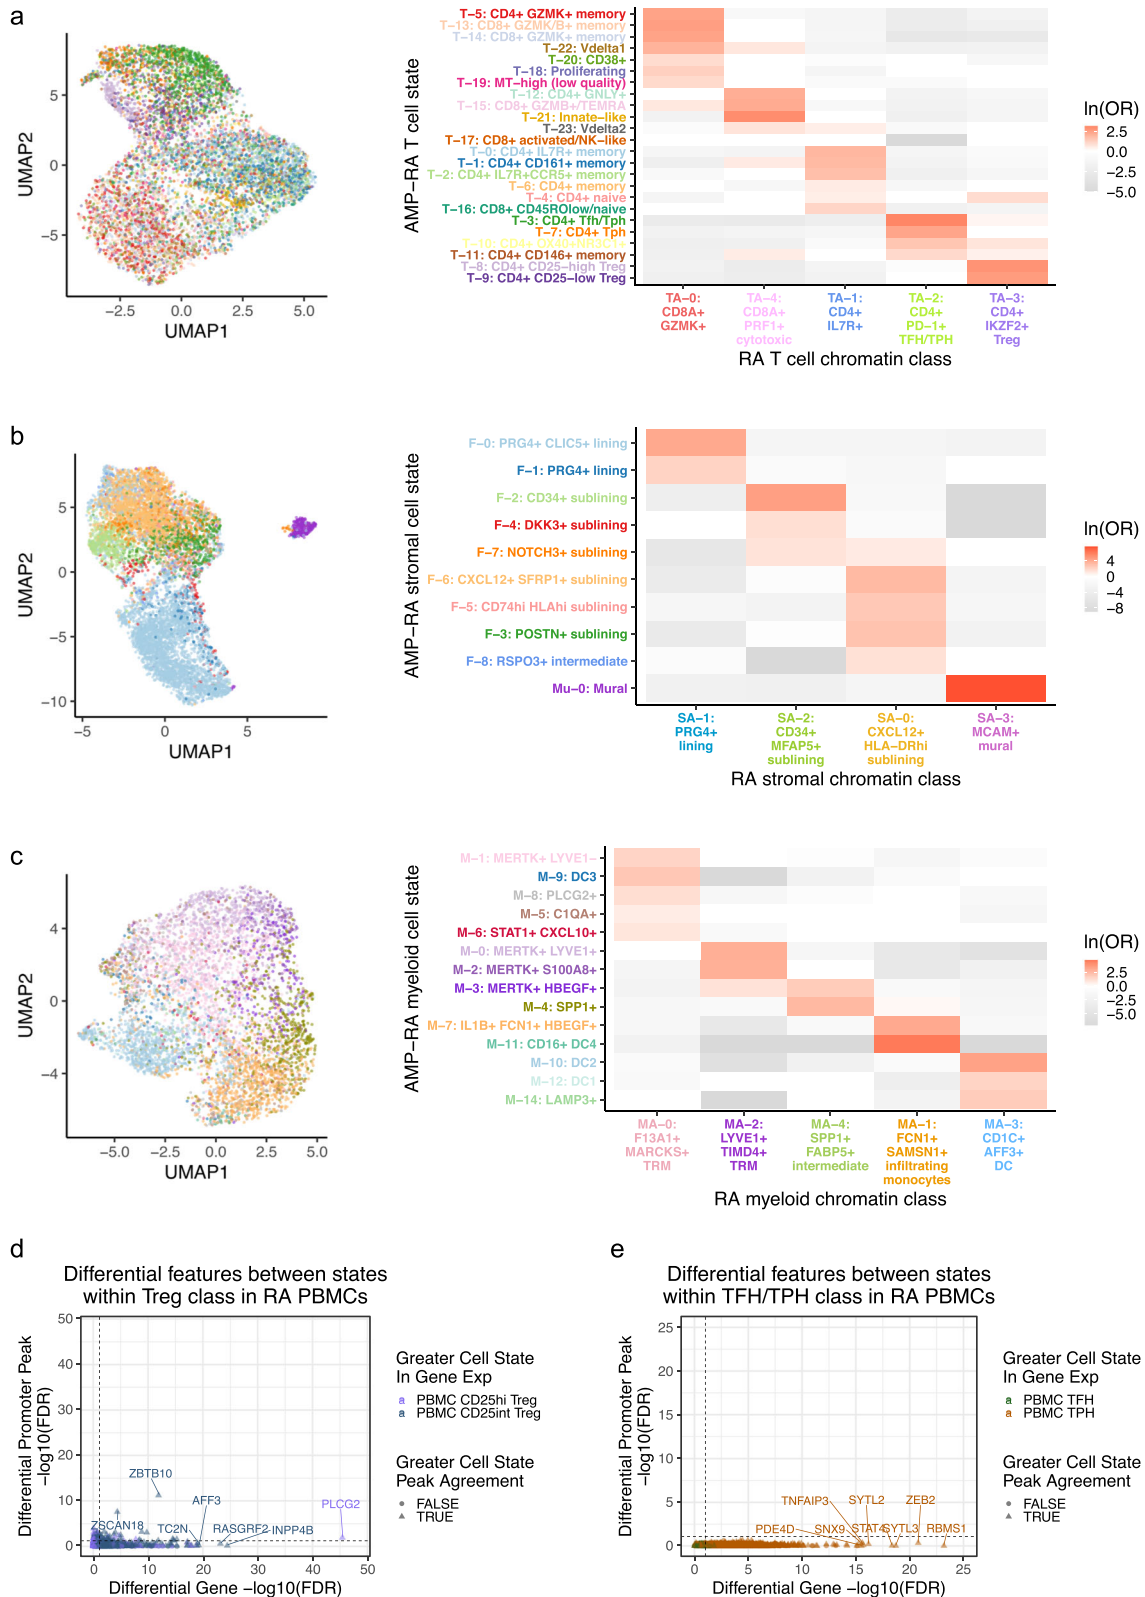 a
UMAP2
5
0
−5
−2.5
0.0
2.5
5.0
UMAP1
AMP−RA T cell state
T−5: CD4+ GZMK+ memory
T−13: CD8+ GZMK/B+ memory
T−14: CD8+ GZMK+ memory
T−22: Vdelta1
T−20: CD38+
T−18: Proliferating
T−19: MT−high (low quality)
T−12: CD4+ GNLY+
T−15: CD8+ GZMB+/TEMRA
T−21: Innate−like
T−23: Vdelta2
T−17: CD8+ activated/NK−like
T−0: CD4+ IL7R+ memory
T−1: CD4+ CD161+ memory
T−2: CD4+ IL7R+CCR5+ memory
T−6: CD4+ memory
T−4: CD4+ naive
T−16: CD8+ CD45ROlow/naive
T−3: CD4+ Tfh/Tph
T−7: CD4+ Tph
T−10: CD4+ OX40+NR3C1+
T−11: CD4+ CD146+ memory
T−8: CD4+ CD25−high Treg
T−9: CD4+ CD25−low Treg
TA−0:
CD8A+
GZMK+
TA−4:
CD8A+
PRF1+
cytotoxic
TA−1:
CD4+
IL7R+
TA−2:
CD4+
PD−1+
TFH/TPH
TA−3:
CD4+
IKZF2+
Treg
RA T cell chromatin class
ln(OR)
2.5
0.0
−2.5
−5.0
b
UMAP2
5
0
−5
−10
−5
0
5
UMAP1
AMP−RA stromal cell state
F−0: PRG4+ CLIC5+ lining
F−1: PRG4+ lining
F−2: CD34+ sublining
F−4: DKK3+ sublining
F−7: NOTCH3+ sublining
F−6: CXCL12+ SFRP1+ sublining
F−5: CD74hi HLAhi sublining
F−3: POSTN+ sublining
F−8: RSPO3+ intermediate
Mu−0: Mural
SA−1:
PRG4+
lining
SA−2:
CD34+
MFAP5+
sublining
SA−0:
CXCL12+
HLA−DRhi
sublining
SA−3:
MCAM+
mural
RA stromal chromatin class
ln(OR)
4
0
−4
−8
c
UMAP2
4
0
−4
−5.0
−2.5
0.0
2.5
5.0
UMAP1
AMP−RA myeloid cell state
M−1: MERTK+ LYVE1−
M−9: DC3
M−8: PLCG2+
M−5: C1QA+
M−6: STAT1+ CXCL10+
M−0: MERTK+ LYVE1+
M−2: MERTK+ S100A8+
M−3: MERTK+ HBEGF+
M−4: SPP1+
M−7: IL1B+ FCN1+ HBEGF+
M−11: CD16+ DC4
M−10: DC2
M−12: DC1
M−14: LAMP3+
MA−0:
F13A1+
MARCKS+
TRM
MA−2:
LYVE1+
TIMD4+
TRM
MA−4:
SPP1+
FABP5+
intermediate
MA−1:
FCN1+
SAMSN1+
infiltrating
monocytes
MA−3:
CD1C+
AFF3+
DC
RA myeloid chromatin class
ln(OR)
2.5
0.0
−2.5
−5.0
d
Differential features between states
within Treg class in RA PBMCs
Differential Promoter Peak
−log10(FDR)
50
40
30
20
10
0
ZBTB10
AFF3
PLCG2
ZSCAN18
TC2N
RASGRF2
INPP4B
0
10
20
30
40
50
Differential Gene −log10(FDR)
Greater Cell State
In Gene Exp
a PBMC CD25hi Treg
a PBMC CD25int Treg
Greater Cell State
Peak Agreement
FALSE
TRUE
e
Differential features between states
within TFH/TPH class in RA PBMCs
Differential Promoter Peak
−log10(FDR)
25
20
15
10
5
0
TNFAIP3
SYTL2
ZEB2
PDE4D
SNX9
STAT4
SYTL3
RBMS1
0
5
10
15
20
25
Differential Gene −log10(FDR)
Greater Cell State
In Gene Exp
a PBMC TFH
a PBMC TPH
Greater Cell State
Peak Agreement
FALSE
TRUE